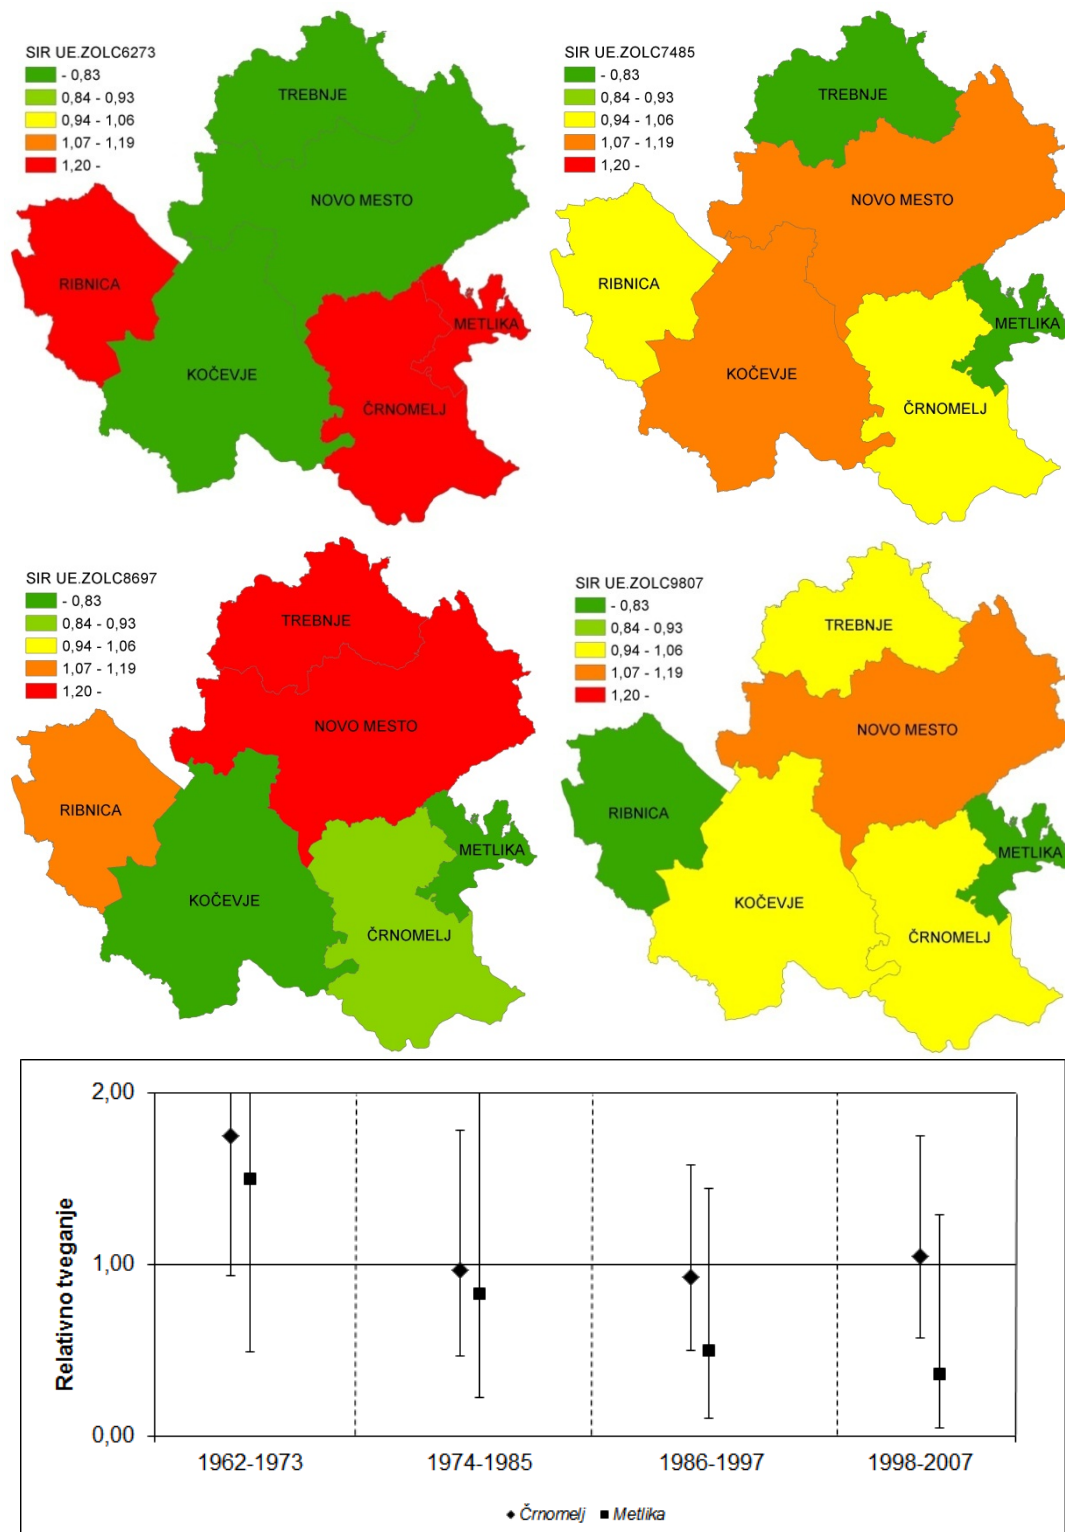 SIR UE.ZOLC6273
- 0,83
0,84 - 0,93
0,94 - 1,06
1,07 - 1,19
1,20 -
TREBNJE
NOVO MESTO
RIBNICA
METLIKA
KOČEVJE
ČRNOMELJ
SIR UE.ZOLC7485
- 0,83
0,84 - 0,93
0,94 - 1,06
1,07 - 1,19
1,20 -
TREBNJE
NOVO MESTO
RIBNICA
METLIKA
KOČEVJE
ČRNOMELJ
SIR UE.ZOLC8697
- 0,83
0,84 - 0,93
0,94 - 1,06
1,07 - 1,19
1,20 -
TREBNJE
NOVO MESTO
RIBNICA
METLIKA
KOČEVJE
ČRNOMELJ
SIR UE.ZOLC9807
- 0,83
0,84 - 0,93
0,94 - 1,06
1,07 - 1,19
1,20 -
TREBNJE
NOVO MESTO
RIBNICA
METLIKA
KOČEVJE
ČRNOMELJ
Relativno tveganje
2,00
1,00
0,00
1962-1973 1974-1985 1986-1997 1998-2007
Črnomelj Metlika